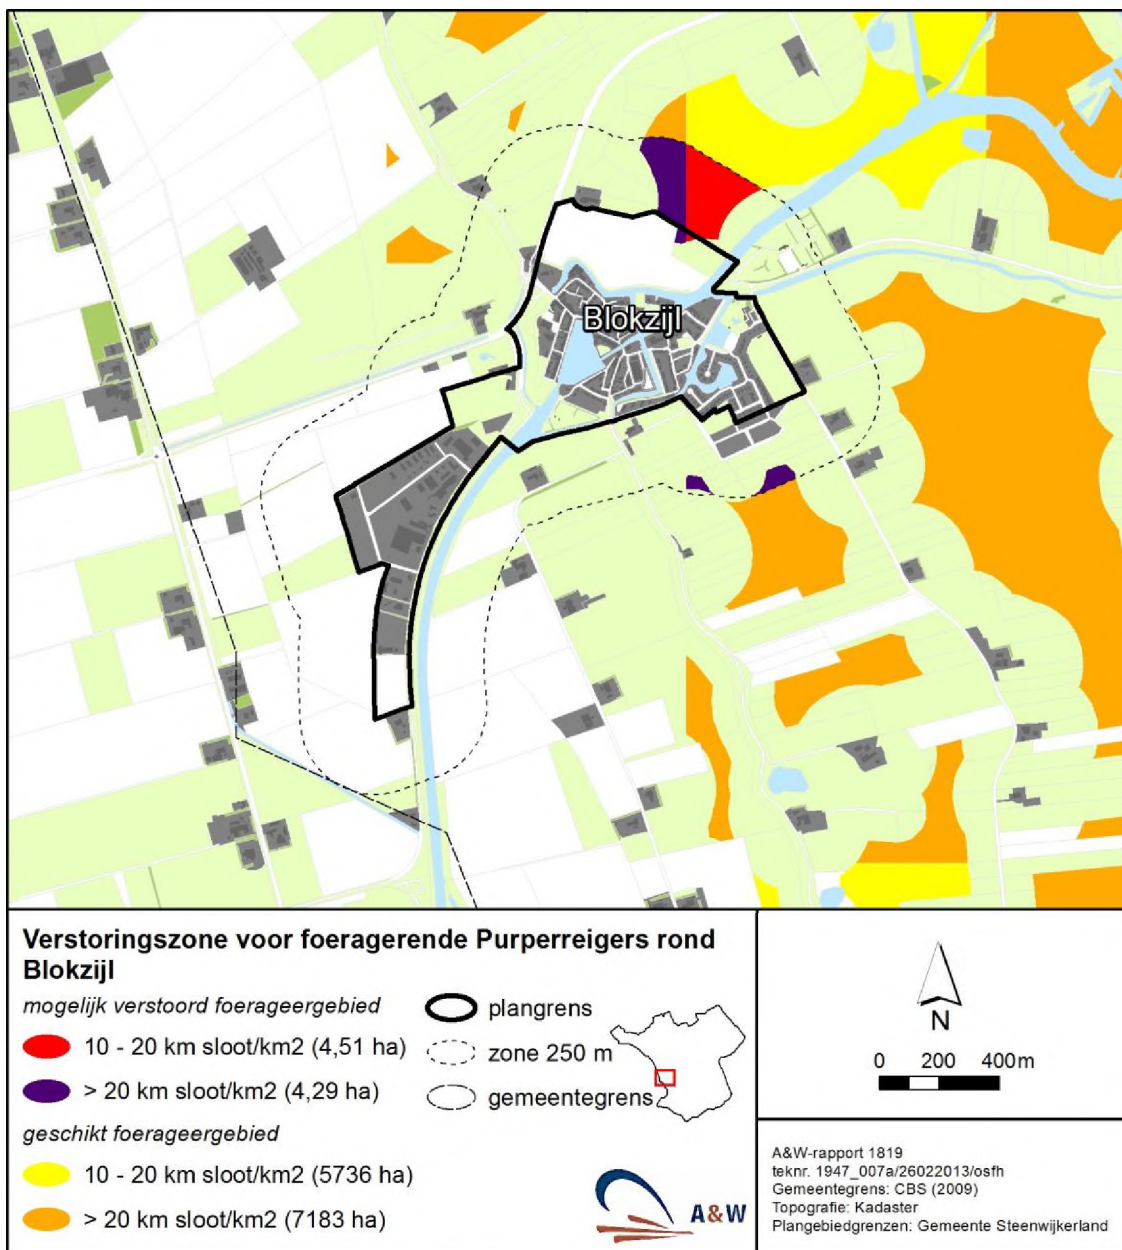 Blokzijl
Verstoringszone voor foeragerende Purperreigers rond
Blokzijl
mogelijk verstoord foerageergebied
10 - 20 km sloot/km2 (4,51 ha)
> 20 km sloot/km2 (4,29 ha)
geschikt foerageergebied
10 - 20 km sloot/km2 (5736 ha)
> 20 km sloot/km2 (7183 ha)
plangrens
zone 250 m
gemeentegrens
A&W
N
0 200 400m
A&W-rapport 1819
teknr. 1947_007a/26022013/osfh
Gemeentegrens: CBS (2009)
Topografie: Kadaster
Plangebiedgrenzen: Gemeente Steenwijkerland